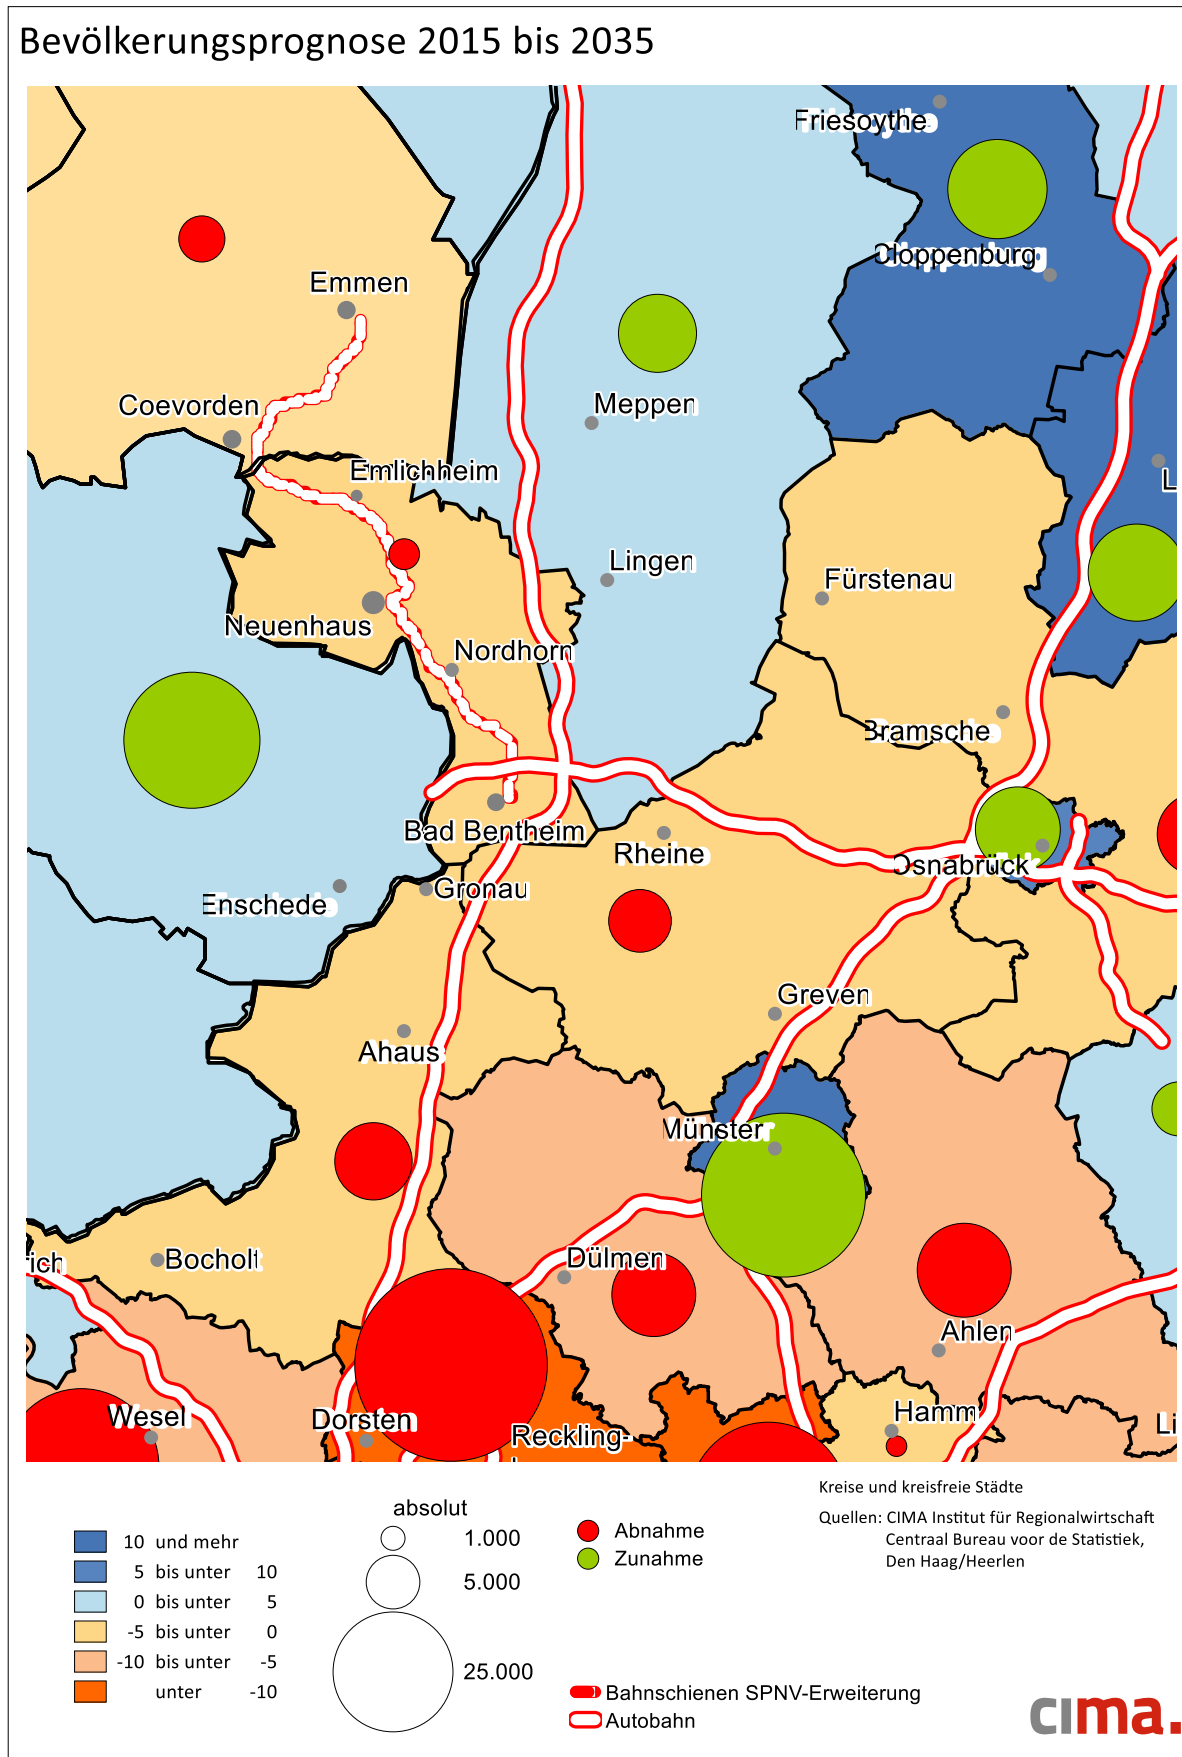 Bevölkerungsprognose 2015 bis 2035
Friesoythe
Cloppenburg
Emmen
Meppen
Coevorden
Emlichheim
L
Lingen
Fürstenau
Neuenhaus
Nordhorn
Bramsche
Bad Bentheim
Rheine
Osnabrück
Gronau
Enschede
Greven
Ahaus
Münster
Bocholt
rich
Dülmen
Ahlen
Wesel
Dorsten
Hamm
Li
Reckling-
Kreise und kreisfreie Städte
absolut
Quellen: CIMA Institut für Regionalwirtschaft
Centraal Bureau voor de Statistiek,
Den Haag/Heerlen
10 und mehr
5 bis unter 10
0 bis unter 5
-5 bis unter 0
-10 bis unter -5
unter -10
1.000
5.000
25.000
Abnahme
Zunahme
Bahnschienen SPNV-Erweiterung
Autobahn
cima.